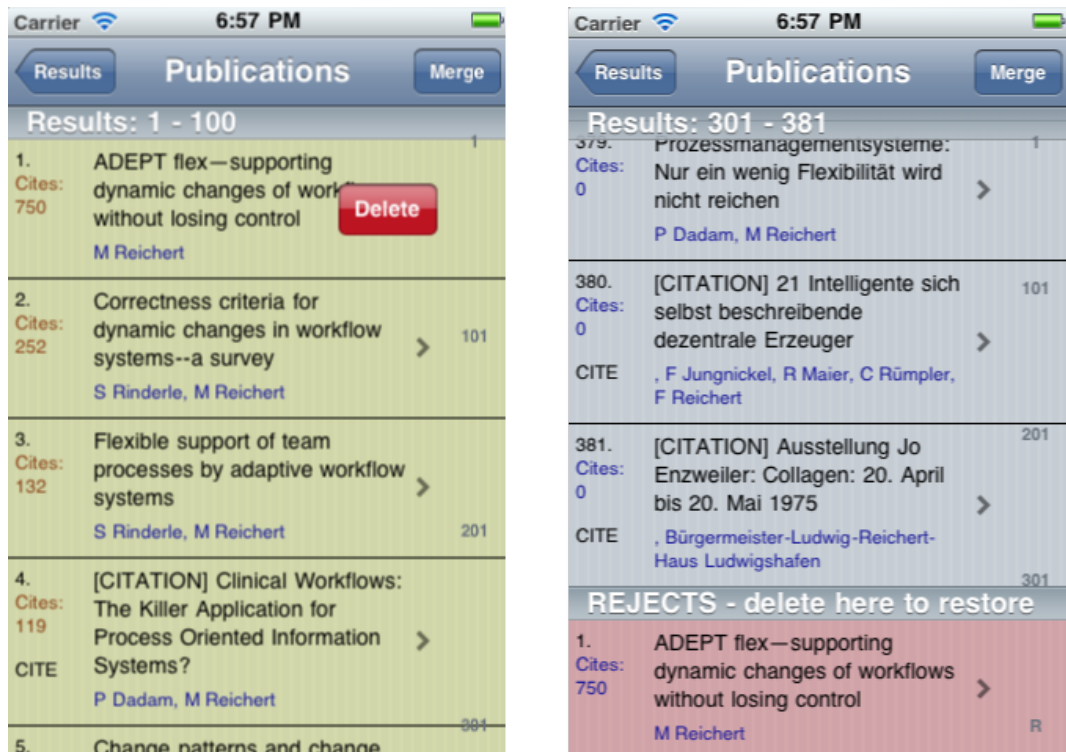 Carrier 6:57 PM
Results Publications Merge
Results: 1 - 100
1
1.
Cites:
750
ADEPT flex—supporting
dynamic changes of workfl
without losing control
Delete
M Reichert
2.
Cites:
252
Correctness criteria for
dynamic changes in workflow
systems--a survey
101
S Rinderle, M Reichert
3.
Cites:
132
Flexible support of team
processes by adaptive workflow
systems
S Rinderle, M Reichert
201
4.
Cites:
119
CITE
[CITATION] Clinical Workflows:
The Killer Application for
Process Oriented Information
Systems?
P Dadam, M Reichert
301
5.
Change patterns and change
Carrier 6:57 PM
Results Publications Merge
Results: 301 - 381
1
379.
Cites:
0
Prozessmanagementsysteme:
Nur ein wenig Flexibilität wird
nicht reichen
P Dadam, M Reichert
380.
Cites:
0
CITE
[CITATION] 21 Intelligente sich
selbst beschreibende
dezentrale Erzeuger
101
, F Jungnickel, R Maier, C Rümpler,
F Reichert
201
381.
Cites:
0
CITE
[CITATION] Ausstellung Jo
Enzweiler: Collagen: 20. April
bis 20. Mai 1975
, Bürgermeister-Ludwig-Reichert-
Haus Ludwigshafen
301
REJECTS - delete here to restore
1.
Cites:
750
ADEPT flex—supporting
dynamic changes of workflows
without losing control
M Reichert
R